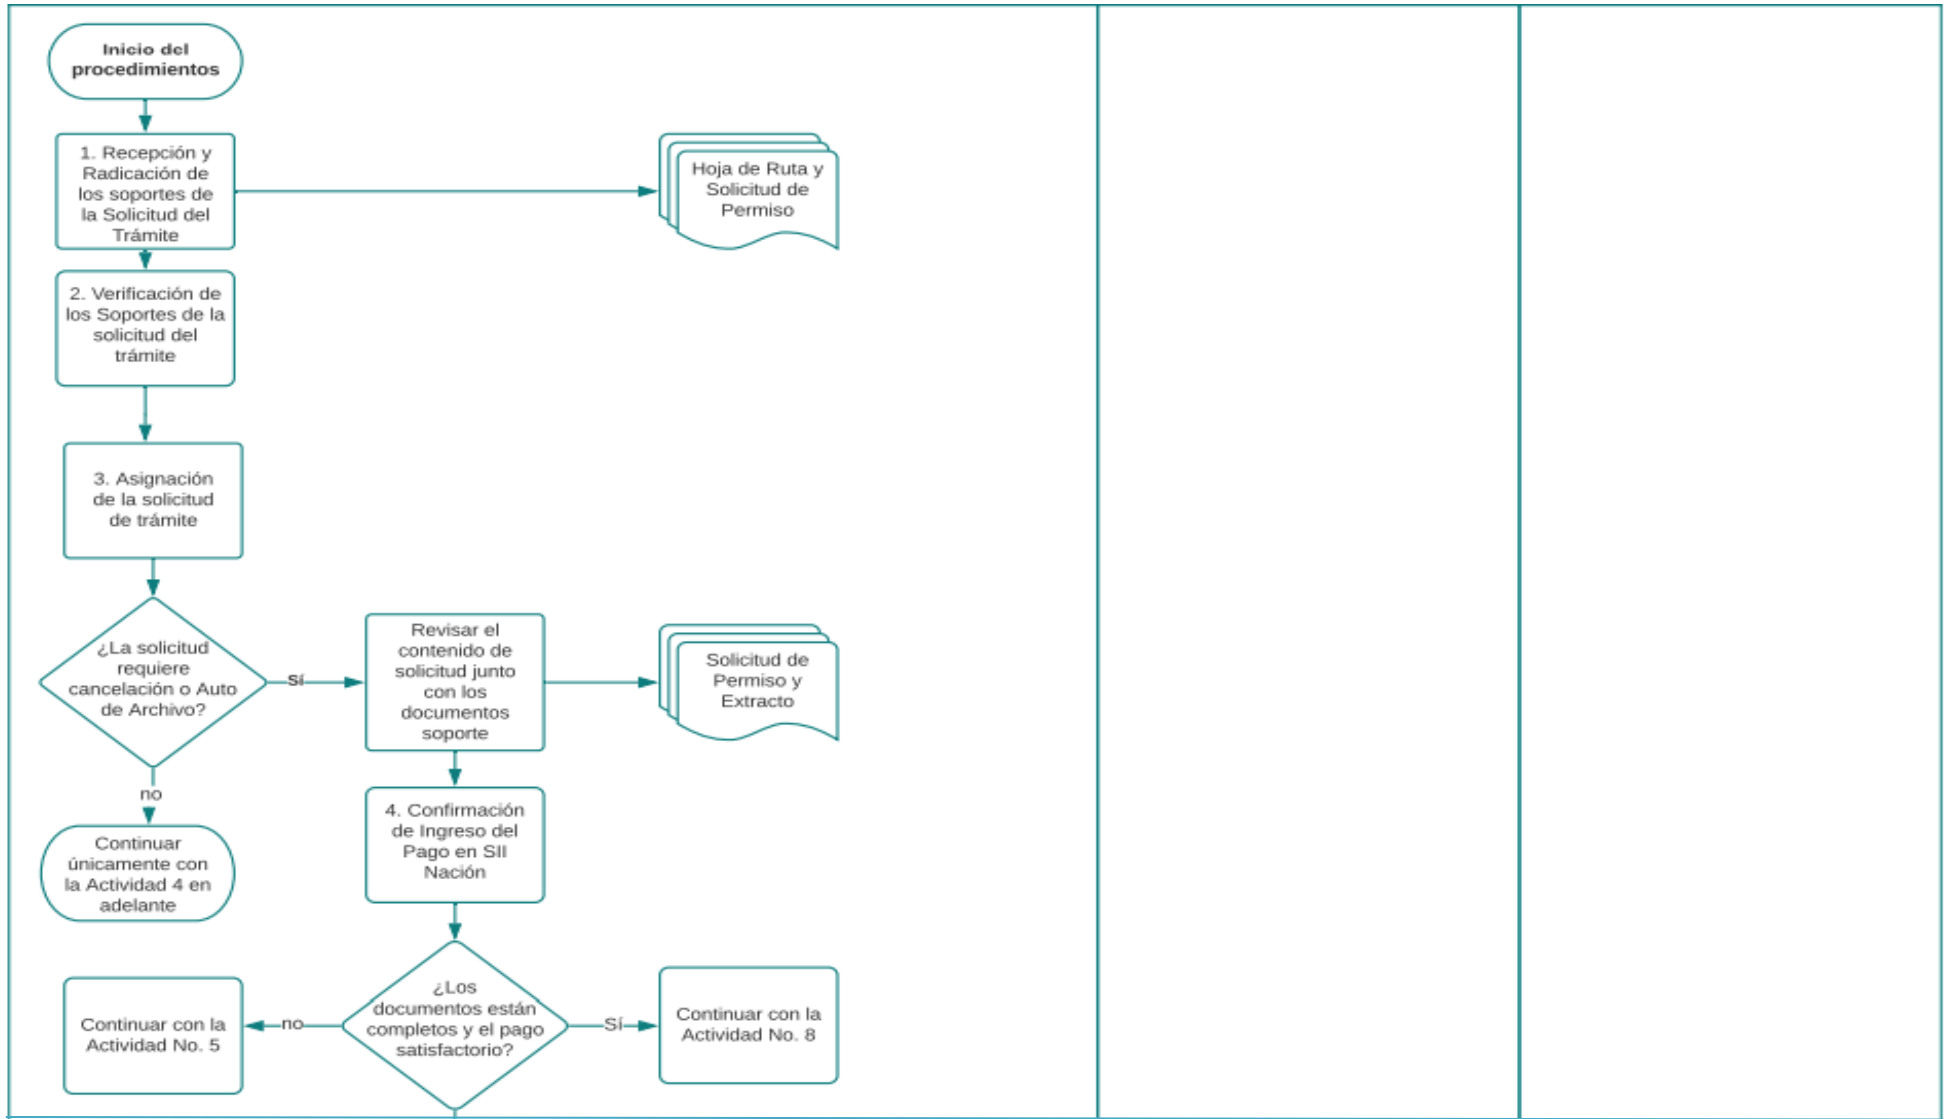 Inicio del
procedimientos
1. Recepción y
Radicación de
los soportes de
la Solicitud del
Trámite
Hoja de Ruta y
Solicitud de
Permiso
2. Verificación de
los Soportes de la
solicitud del
trámite
3. Asignación
de la solicitud
de trámite
¿La solicitud
requiere
cancelación o Auto
de Archivo?
Sí
Revisar el
contenido de
solicitud junto
con los
documentos
soporte
Solicitud de
Permiso y
Extracto
no
Continuar
únicamente con
la Actividad 4 en
adelante
4. Confirmación
de Ingreso del
Pago en SII
Nación
¿Los
documentos están
completos y el pago
satisfactorio?
no
Continuar con la
Actividad No. 5
Sí
Continuar con la
Actividad No. 8